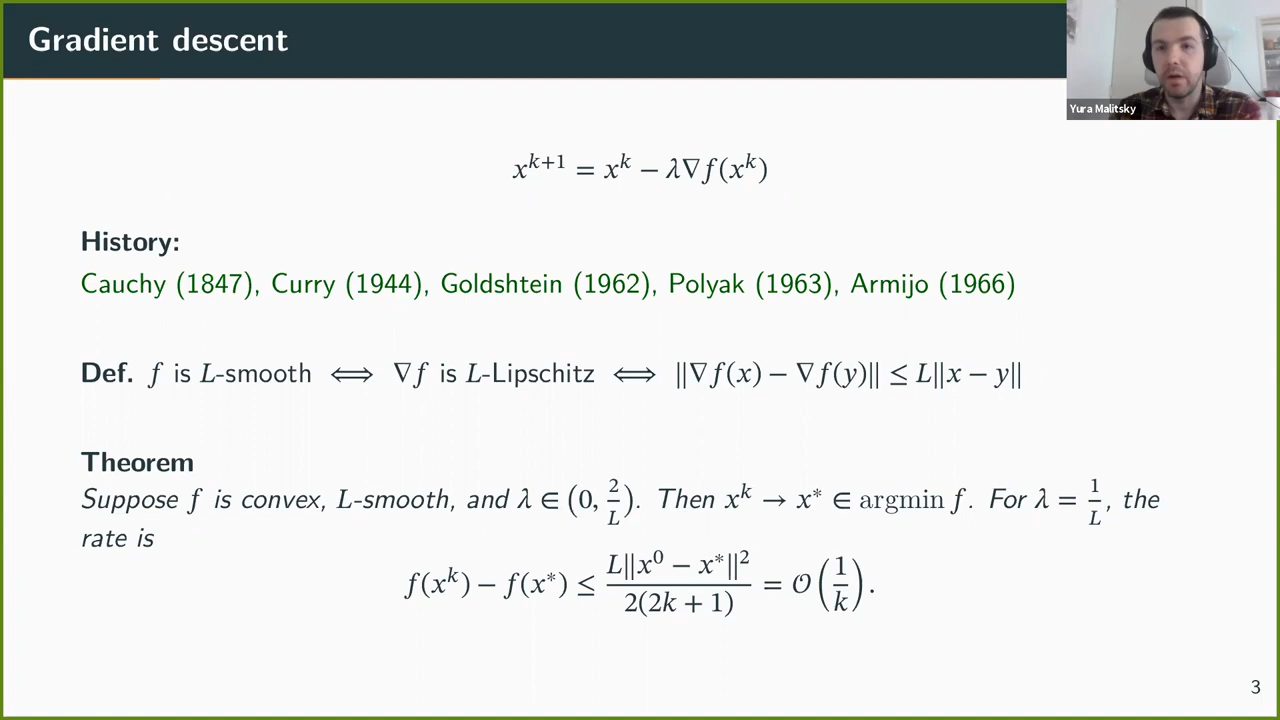 Gradient descent
Yura Malitsky
x^{k+1} = x^k − λ∇f(x^k)
History:
Cauchy (1847), Curry (1944), Goldshtein (1962), Polyak (1963), Armijo (1966)
Def. f is L-smooth ⟺ ∇f is L-Lipschitz ⟺ ‖∇f(x) − ∇f(y)‖ ≤ L‖x − y‖
Theorem
Suppose f is convex, L-smooth, and λ ∈ (0, 2/L). Then x^k → x* ∈ argmin f. For λ = 1/L, the
rate is
f(x^k) − f(x*) ≤ L‖x^0 − x*‖^2 / 2(2k + 1) = 𝒪(1/k).
3